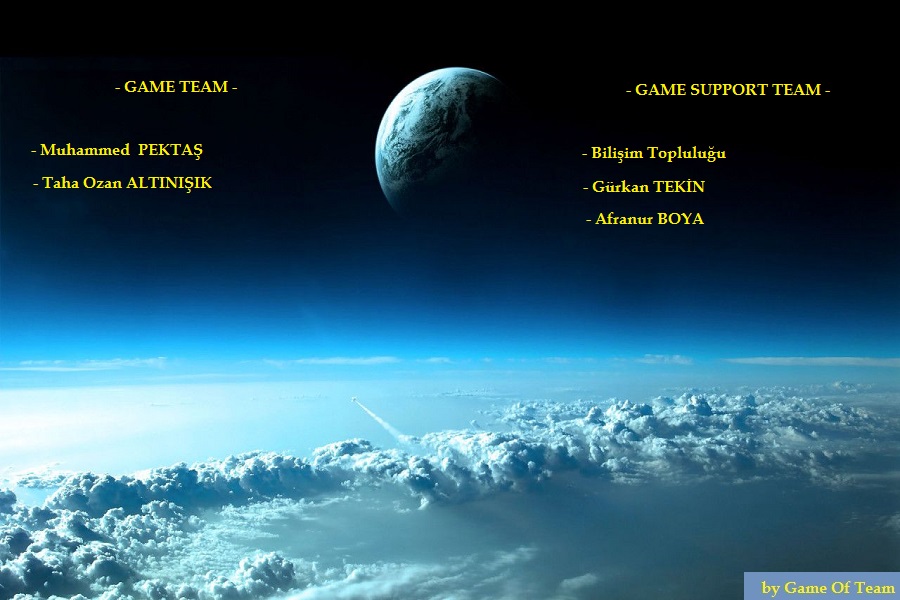 - GAME TEAM -
- Muhammed  PEKTAŞ
- Taha Ozan ALTINIŞIK
- GAME SUPPORT TEAM -
- Bilişim Topluluğu
- Gürkan TEKİN
- Afranur BOYA
by Game Of Team